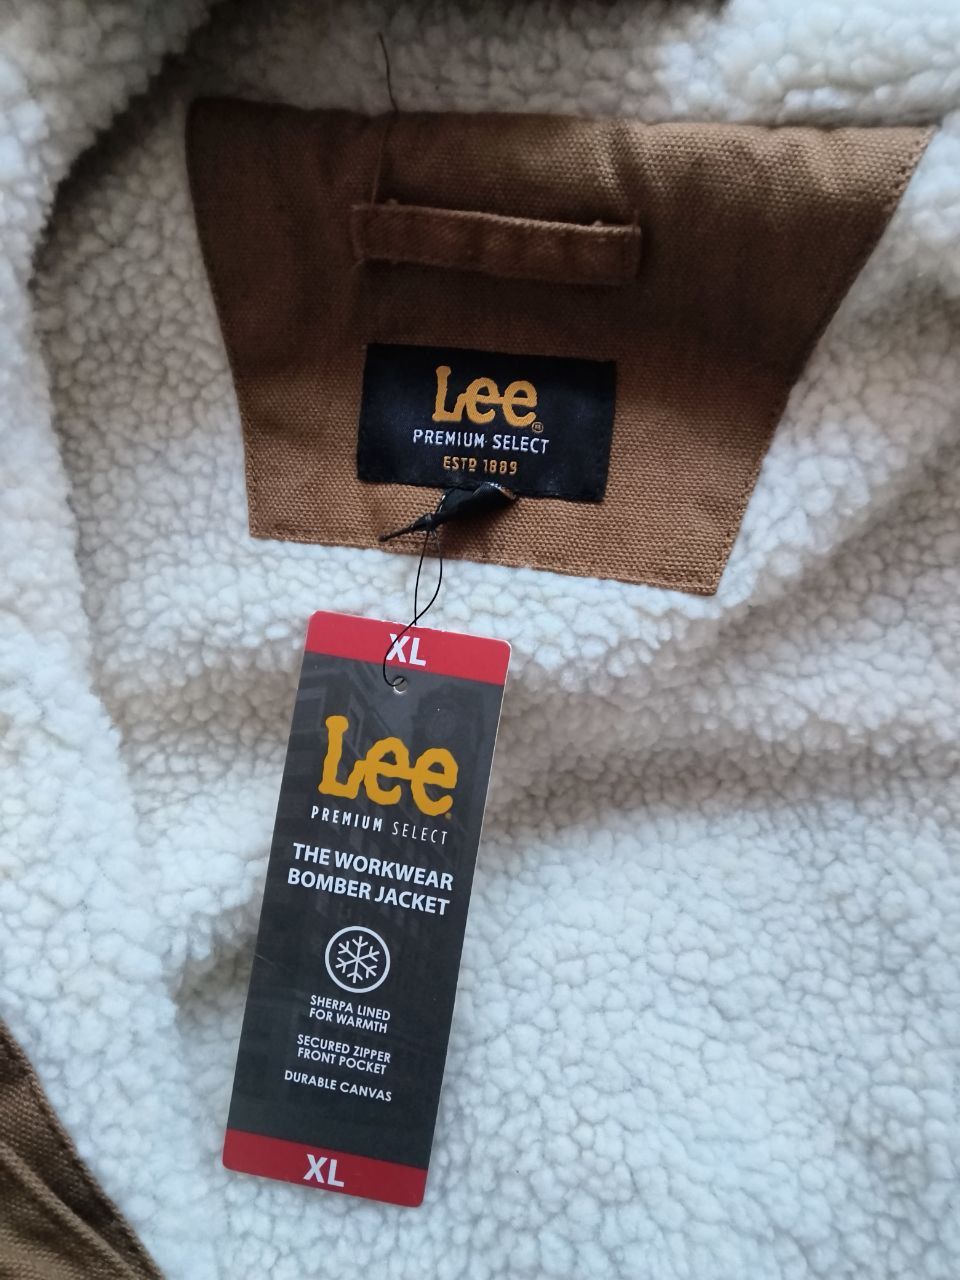 Lee®
PREMIUM SELECT
ESTD 1889
XL
Lee®
PREMIUM SELECT
THE WORKWEAR
BOMBER JACKET
SHERPA LINED
FOR WARMTH
SECURED ZIPPER
FRONT POCKET
DURABLE CANVAS
XL